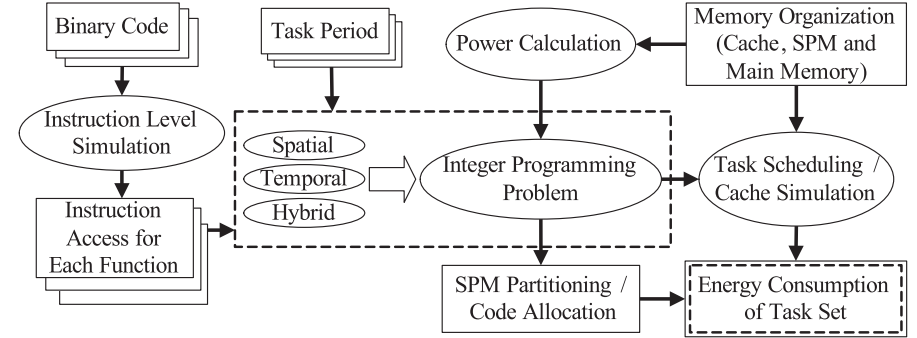 Binary Code
Task Period
Power Calculation
Memory Organization
(Cache, SPM and
Main Memory)
Instruction Level
Simulation
Spatial
Temporal
Hybrid
Integer Programming
Problem
Task Scheduling /
Cache Simulation
Instruction
Access for
Each Function
SPM Partitioning /
Code Allocation
Energy Consumption
of Task Set